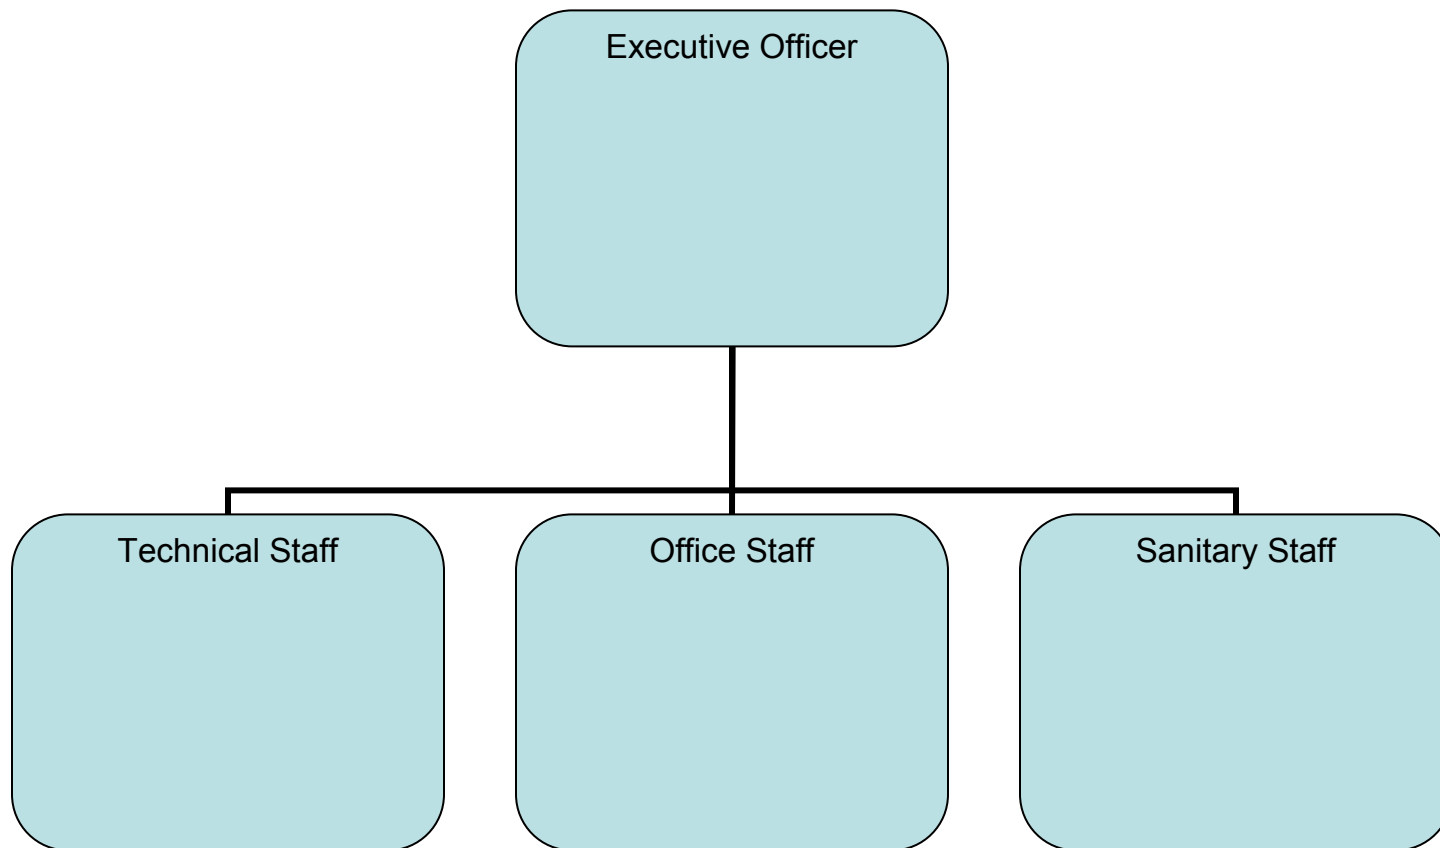 Executive Officer
Technical Staff
Office Staff
Sanitary Staff